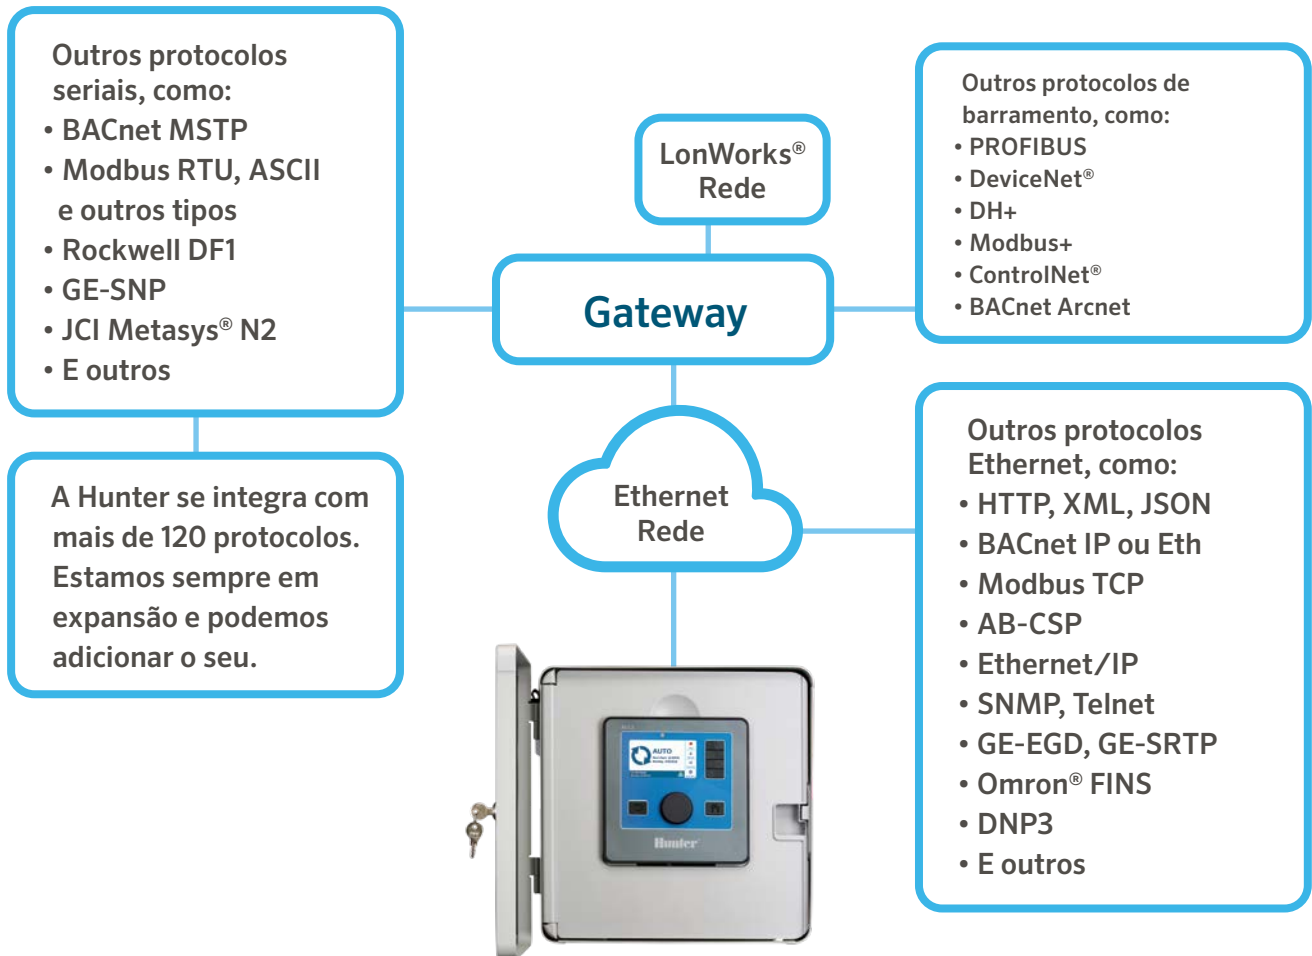 Outros protocolos
seriais, como:
• BACnet MSTP
• Modbus RTU, ASCII
e outros tipos
• Rockwell DF1
• GE-SNP
• JCI Metasys® N2
• E outros
A Hunter se integra com
mais de 120 protocolos.
Estamos sempre em
expansão e podemos
adicionar o seu.
LonWorks®
Rede
Gateway
Ethernet
Rede
AUTO
Hunter
Outros protocolos de
barramento, como:
• PROFIBUS
• DeviceNet®
• DH+
• Modbus+
• ControlNet®
• BACnet Arcnet
Outros protocolos
Ethernet, como:
• HTTP, XML, JSON
• BACnet IP ou Eth
• Modbus TCP
• AB-CSP
• Ethernet/IP
• SNMP, Telnet
• GE-EGD, GE-SRTP
• Omron® FINS
• DNP3
• E outros